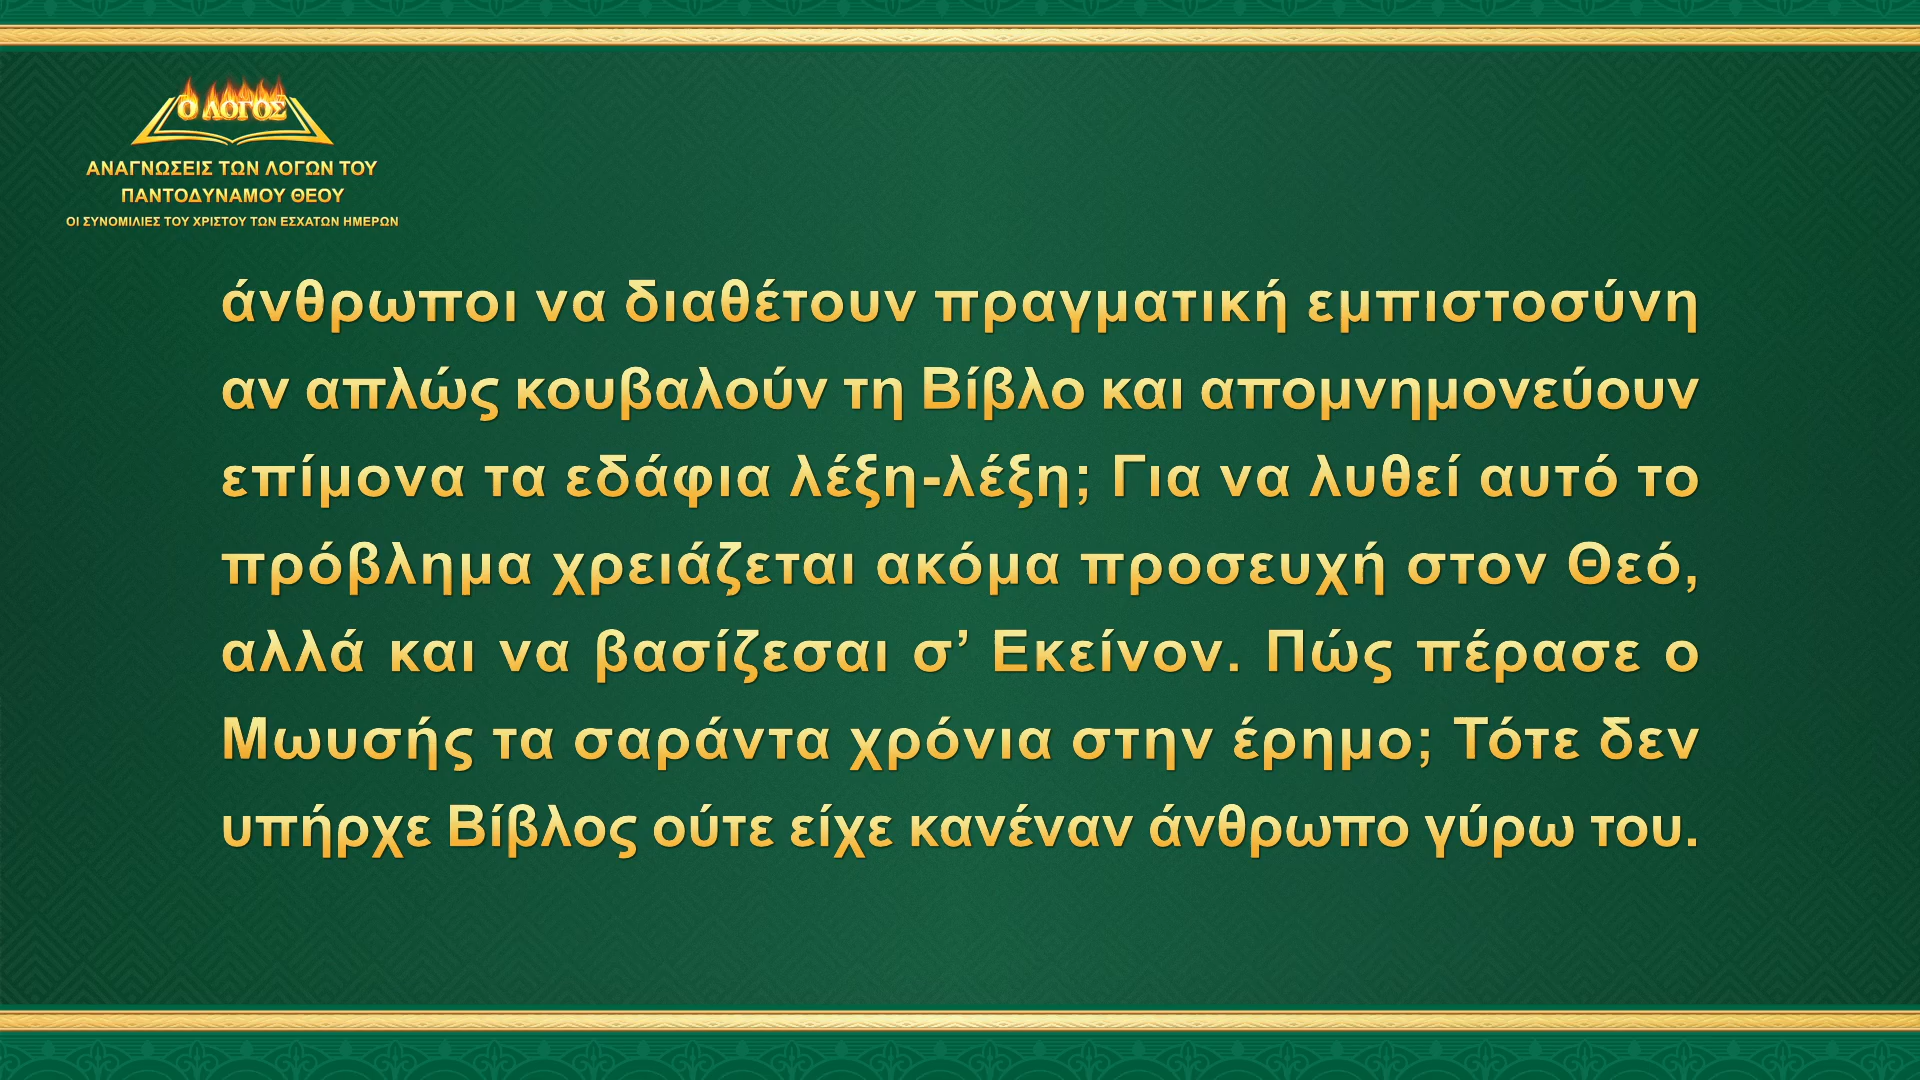 Ο ΛΟΓΟΣ
ΑΝΑΓΝΩΣΕΙΣ ΤΩΝ ΛΟΓΩΝ ΤΟΥ
ΠΑΝΤΟΔΥΝΑΜΟΥ ΘΕΟΥ
ΟΙ ΣΥΝΟΜΙΛΙΕΣ ΤΟΥ ΧΡΙΣΤΟΥ ΤΩΝ ΕΣΧΑΤΩΝ ΗΜΕΡΩΝ
άνθρωποι να διαθέτουν πραγματική εμπιστοσύνη
αν απλώς κουβαλούν τη Βίβλο και απομνημονεύουν
επίμονα τα εδάφια λέξη-λέξη; Για να λυθεί αυτό το
πρόβλημα χρειάζεται ακόμα προσευχή στον Θεό,
αλλά και να βασίζεσαι σ’ Εκείνον. Πώς πέρασε ο
Μωυσής τα σαράντα χρόνια στην έρημο; Τότε δεν
υπήρχε Βίβλος ούτε είχε κανέναν άνθρωπο γύρω του.